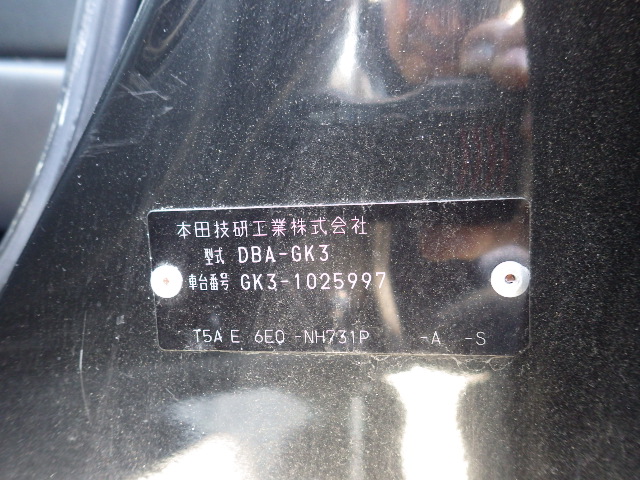 本田技研工業株式会社
型式 DBA-GK3
車台番号 GK3-1025997
T5A E 6EO -NH731P -A -S